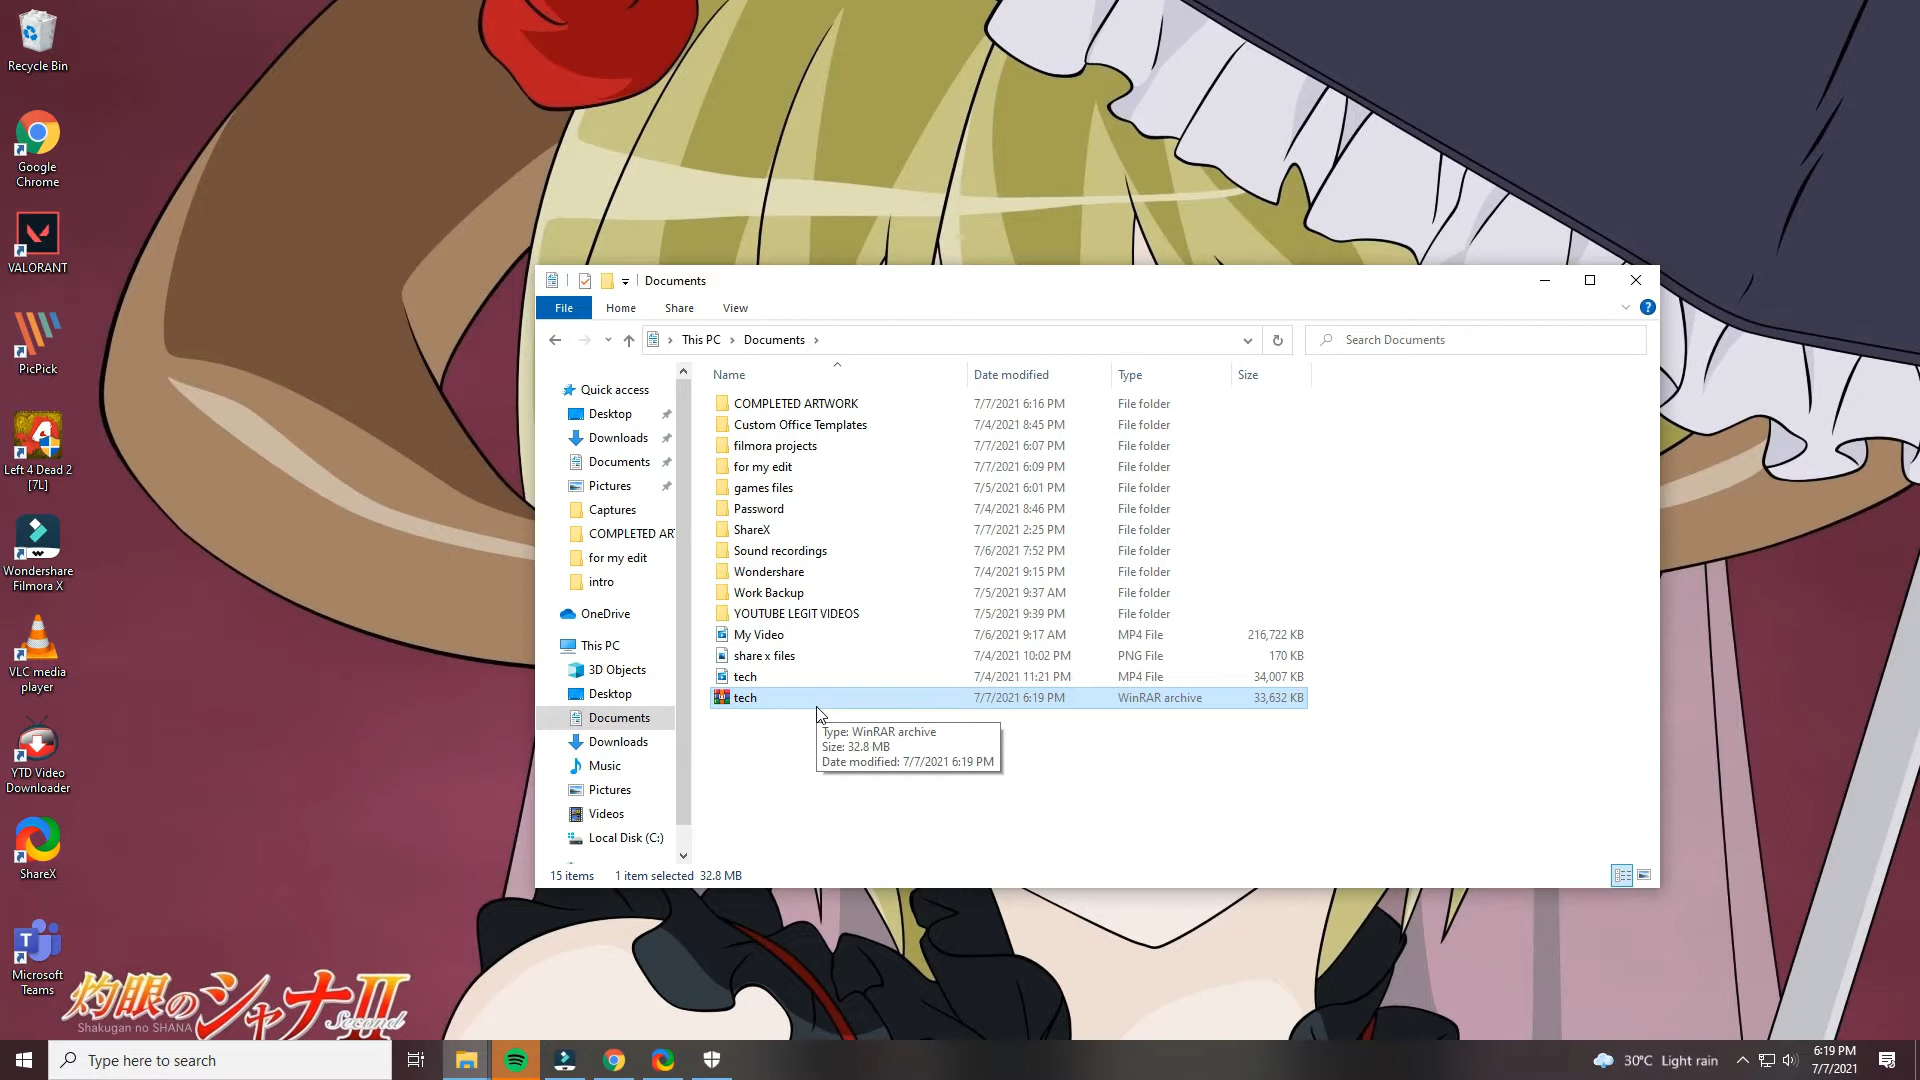 Recycle Bin
Google
Chrome
VALORANT
PicPick
Left 4 Dead 2
[7L]
Wondershare
Filmora X
VLC media
player
YTD Video
Downloader
ShareX
Microsoft
Teams
灼眼のシャナII
Shakugan no SHANA
Second
Documents
File
Home
Share
View
?
This PC
Documents
Search Documents
Quick access
Desktop
Downloads
Documents
Pictures
Captures
COMPLETED AR
for my edit
intro
OneDrive
This PC
3D Objects
Desktop
Documents
Downloads
Music
Pictures
Videos
Local Disk (C:)
Name Date modified Type Size
COMPLETED ARTWORK 7/7/2021 6:16 PM File folder
Custom Office Templates 7/4/2021 8:45 PM File folder
filmora projects 7/7/2021 6:07 PM File folder
for my edit 7/7/2021 6:09 PM File folder
games files 7/5/2021 6:01 PM File folder
Password 7/4/2021 8:46 PM File folder
ShareX 7/7/2021 2:25 PM File folder
Sound recordings 7/6/2021 7:52 PM File folder
Wondershare 7/4/2021 9:15 PM File folder
Work Backup 7/5/2021 9:37 AM File folder
YOUTUBE LEGIT VIDEOS 7/5/2021 9:39 PM File folder
My Video 7/6/2021 9:17 AM MP4 File 216,722 KB
share x files 7/4/2021 10:02 PM PNG File 170 KB
tech 7/4/2021 11:21 PM MP4 File 34,007 KB
tech 7/7/2021 6:19 PM WinRAR archive 33,632 KB
Type: WinRAR archive
Size: 32.8 MB
Date modified: 7/7/2021 6:19 PM
15 items 1 item selected 32.8 MB
Type here to search
30°C Light rain
6:19 PM
7/7/2021